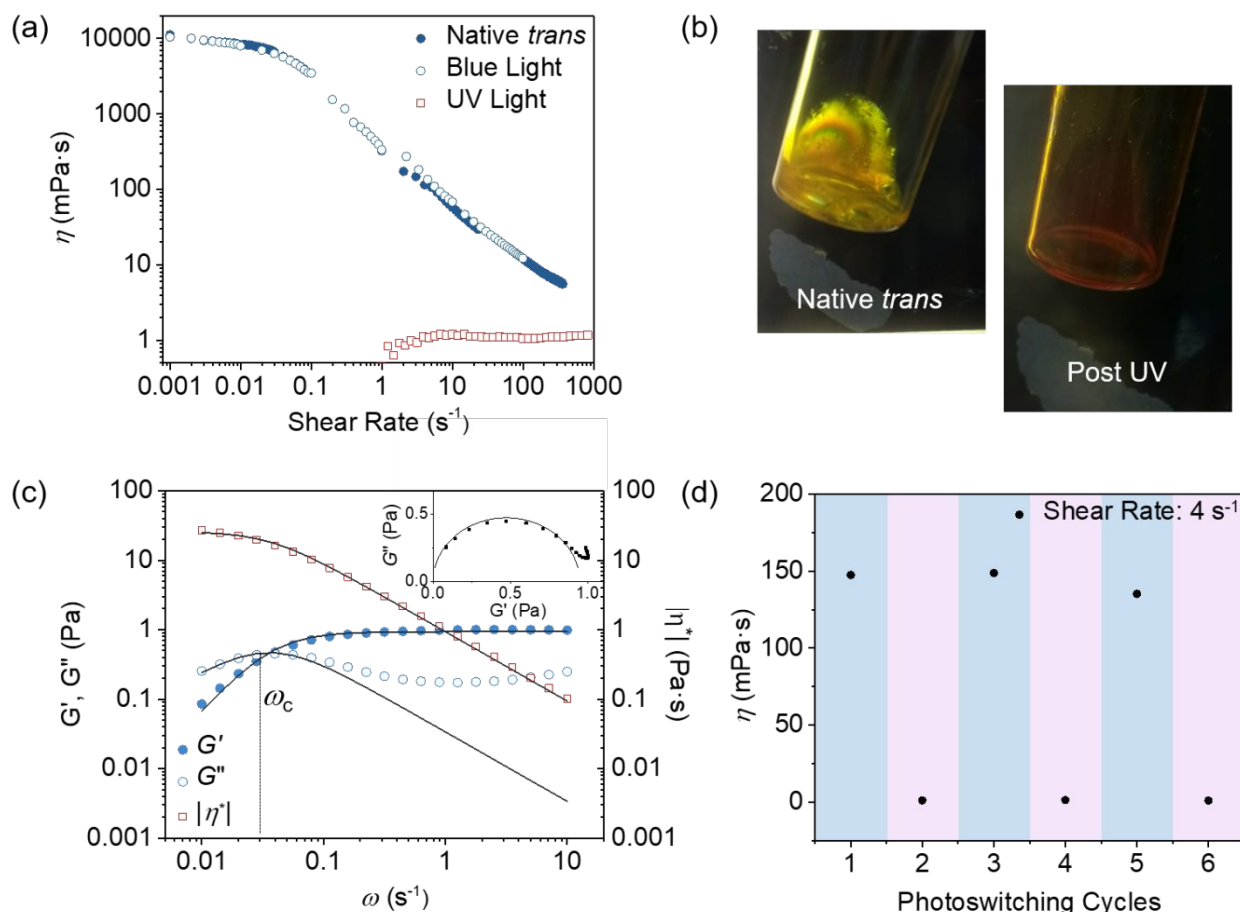 (a)
Native trans
Blue Light
UV Light
10000
1000
100
10
1
η (mPa·s)
0.001 0.01 0.1 1 10 100 1000
Shear Rate (s⁻¹)
(b)
Native trans
Post UV
(c)
100
10
1
0.1
0.01
0.001
G', G" (Pa)
0.01 0.1 1 10
ω (s⁻¹)
100
10
1
0.1
0.01
0.001
|η*| (Pa·s)
G'
G"
|η*|
ωC
0.5
0.0
G" (Pa)
0.0 0.5 1.0
G' (Pa)
(d)
200
150
100
50
0
η (mPa·s)
Shear Rate: 4 s⁻¹
1 2 3 4 5 6
Photoswitching Cycles